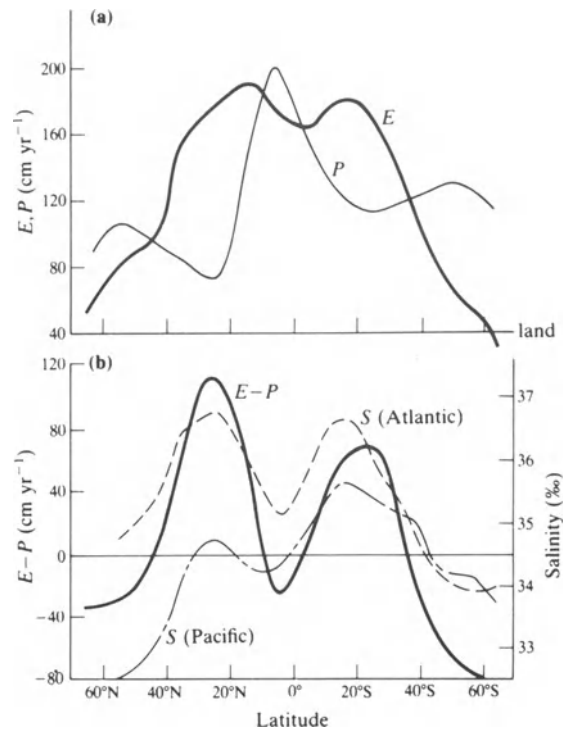 (a)
200
160
120
80
40
E, P (cm yr⁻¹)
E
P
land
(b)
120
80
40
0
−40
−80
E−P (cm yr⁻¹)
E−P
S (Atlantic)
S (Pacific)
37
36
35
34
33
Salinity (‰)
60°N 40°N 20°N 0° 20°S 40°S 60°S
Latitude